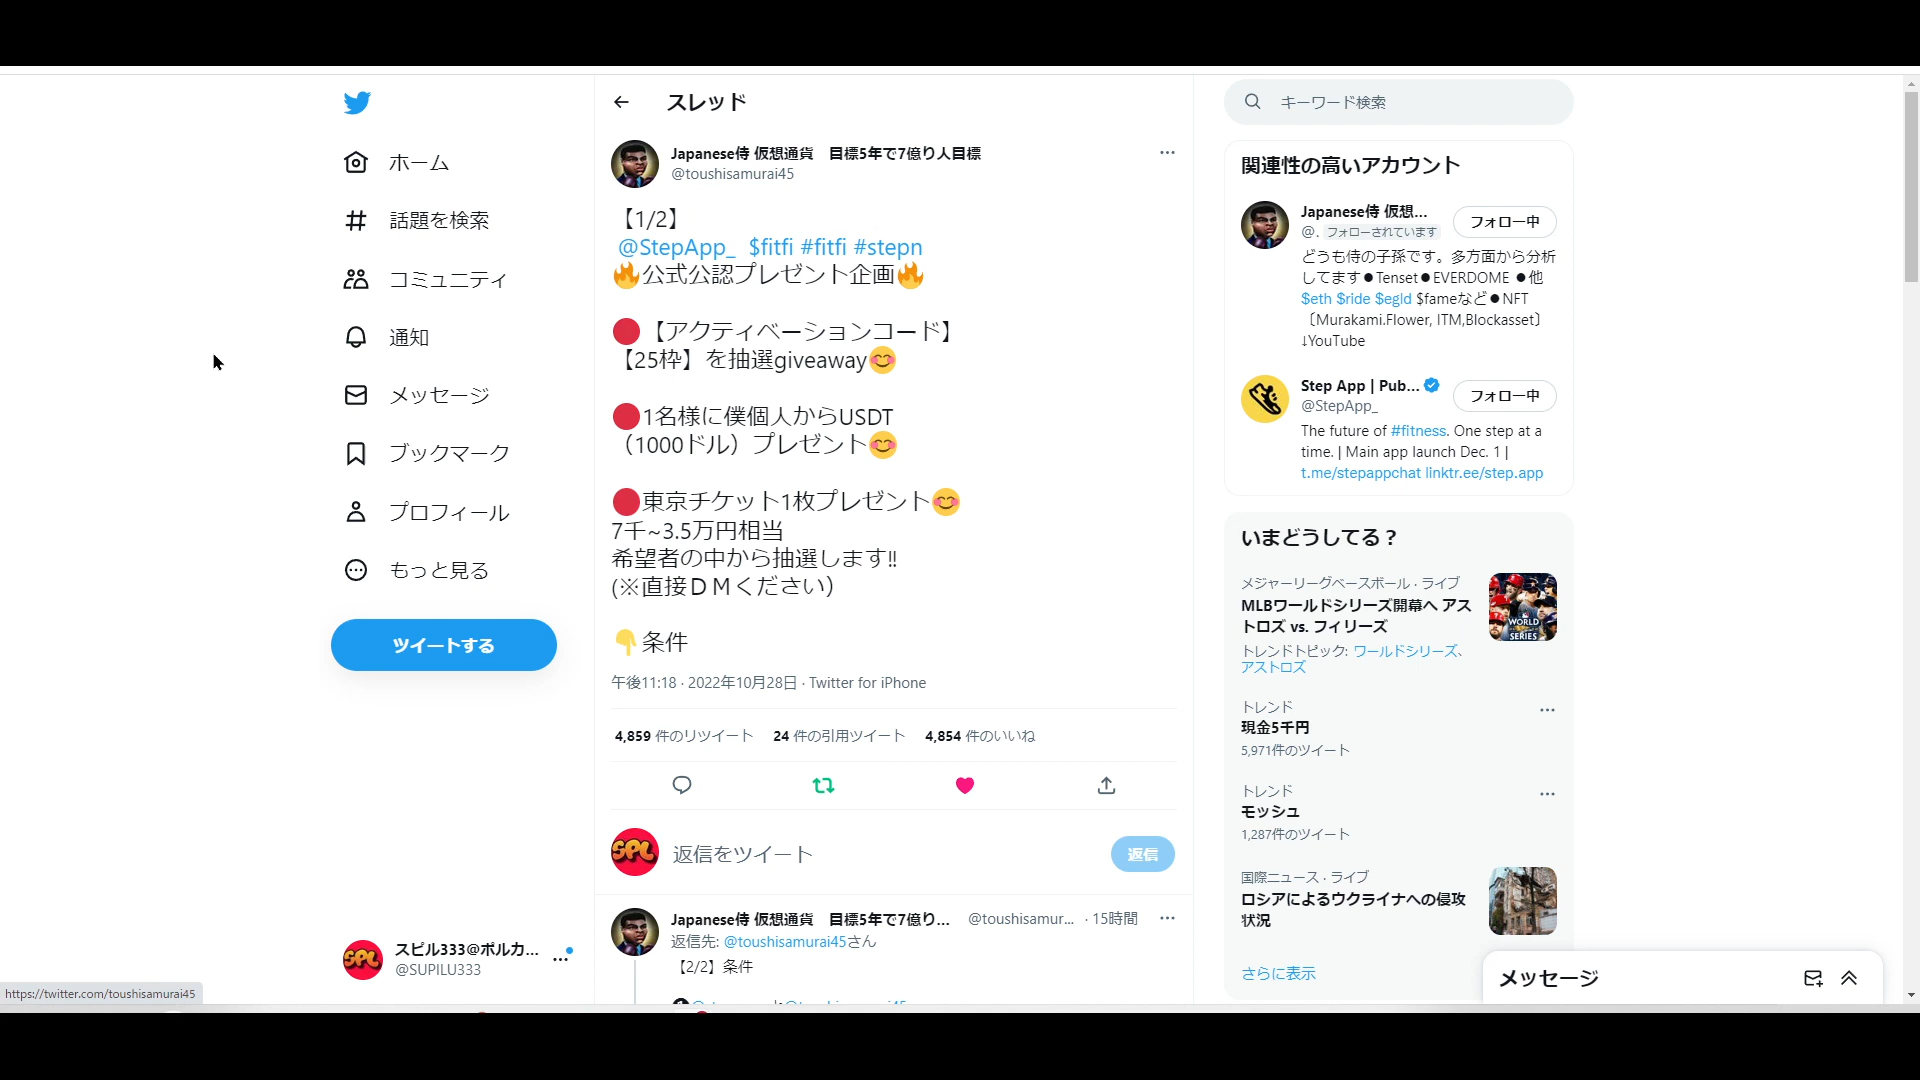 ホーム
話題を検索
コミュニティ
通知
メッセージ
ブックマーク
プロフィール
もっと見る
ツイートする
スピル333@ポルカ...
@SUPILU333
https://twitter.com/toushisamurai45
スレッド
Japanese侍 仮想通貨　目標5年で7億り人目標
@toushisamurai45
【1/2】
@StepApp_ $fitfi #fitfi #stepn
🔥公式公認プレゼント企画🔥
🔴【アクティベーションコード】
【25枠】を抽選giveaway😊
🔴1名様に僕個人からUSDT
（1000ドル）プレゼント😊
🔴東京チケット1枚プレゼント😊
7千~3.5万円相当
希望者の中から抽選します‼
(※直接ＤＭください）
👇条件
午後11:18 · 2022年10月28日 · Twitter for iPhone
4,859 件のリツイート 24 件の引用ツイート 4,854 件のいいね
SPL
返信をツイート
返信
Japanese侍 仮想通貨　目標5年で7億り... @toushisamur... · 15時間
返信先: @toushisamurai45さん
【2/2】条件
キーワード検索
関連性の高いアカウント
Japanese侍 仮想...
フォロー中
@. フォローされています
どうも侍の子孫です。多方面から分析
してます●Tenset●EVERDOME ●他
$eth $ride $egld $fameなど●NFT
〔Murakami.Flower, ITM,Blockasset〕
↓YouTube
Step App | Pub...
フォロー中
@StepApp_
The future of #fitness. One step at a
time. | Main app launch Dec. 1 |
t.me/stepappchat linktr.ee/step.app
いまどうしてる？
メジャーリーグベースボール · ライブ
MLBワールドシリーズ開幕へ アス
トロズ vs. フィリーズ
トレンドトピック: ワールドシリーズ、
アストロズ
WORLD
SERIES
トレンド
現金5千円
5,971件のツイート
トレンド
モッシュ
1,287件のツイート
国際ニュース · ライブ
ロシアによるウクライナへの侵攻
状況
さらに表示
メッセージ